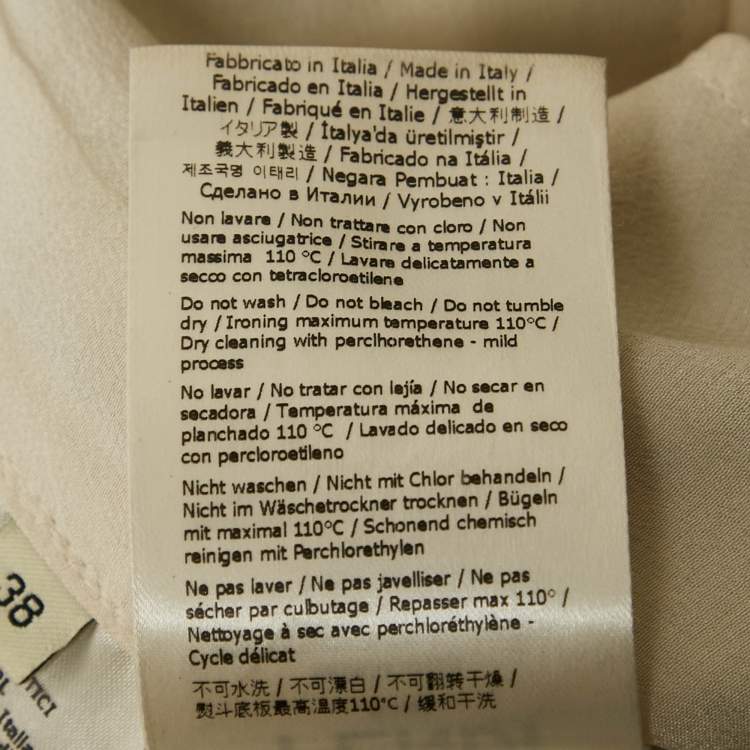 Fabbricato in Italia / Made in Italy /
Fabricado en Italia / Hergestellt in
Italien / Fabriqué en Italie / 意大利制造 /
イタリア製 / İtalya'da üretilmiştir /
義大利製造 / Fabricado na Itália /
제조국명 이태리 / Negara Pembuat : Italia /
Сделано в Италии / Vyrobeno v Itálii
Non lavare / Non trattare con cloro / Non
usare asciugatrice / Stirare a temperatura
massima 110 °C / Lavare delicatamente a
secco con tetracloroetilene
Do not wash / Do not bleach / Do not tumble
dry / Ironing maximum temperature 110°C /
Dry cleaning with perclhorethene - mild
process
No lavar / No tratar con lejía / No secar en
secadora / Temperatura máxima de
planchado 110 °C / Lavado delicado en seco
con percloroetileno
Nicht waschen / Nicht mit Chlor behandeln /
Nicht im Wäschetrockner trocknen / Bügeln
mit maximal 110°C / Schonend chemisch
reinigen mit Perchlorethylen
Ne pas laver / Ne pas javelliser / Ne pas
sécher par culbutage / Repasser max 110° /
Nettoyage à sec avec perchloréthylène -
Cycle délicat
不可水洗 / 不可漂白 / 不可翻转干燥 /
熨斗底板最高温度110°C / 缓和干洗
38
TICI
Italia